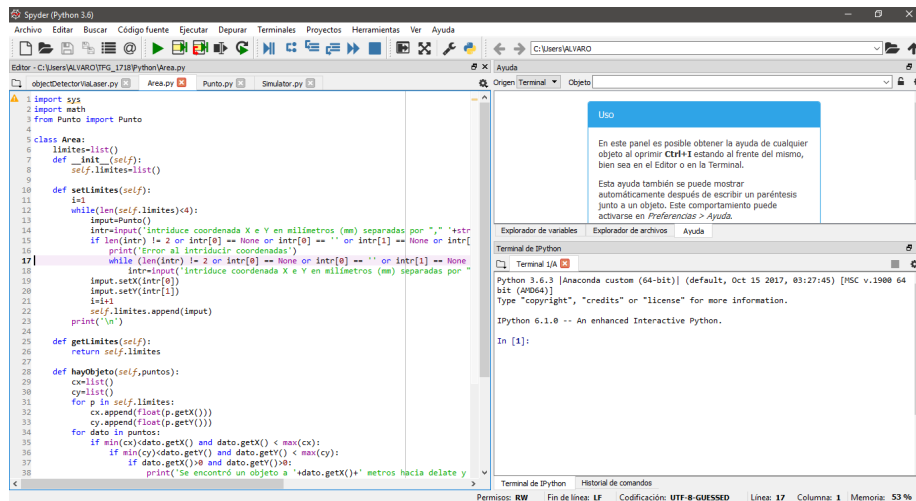 Spyder (Python 3.6)
Archivo Editar Buscar Código fuente Ejecutar Depurar Terminales Proyectos Herramientas Ver Ayuda
C:\Users\ALVARO
Editor - C:\Users\ALVARO\TFG_1718\Python\Area.py
objectDetectorViaLaser.py Area.py Punto.py Simulator.py
1 import sys
2 import math
3 from Punto import Punto
4
5 class Area:
6 limites=list()
7 def __init__(self):
8 self.limites=list()
9
10 def setLimites(self):
11 i=1
12 while(len(self.limites)<4):
13 imput=Punto()
14 intr=input('intriduce coordenada X e Y en milímetros (mm) separadas por "," '+str
15 if len(intr) != 2 or intr[0] == None or intr[0] == '' or intr[1] == None or intr[
16 print('Error al intriducir coordenadas')
17 while (len(intr) != 2 or intr[0] == None or intr[0] == '' or intr[1] == None
18 intr=input('intriduce coordenada X e Y en milímetros (mm) separadas por "
19 imput.setX(intr[0])
20 imput.setY(intr[1])
21 i=i+1
22 self.limites.append(imput)
23 print('\n')
24
25 def getLimites(self):
26 return self.limites
27
28 def hayObjeto(self,puntos):
29 cx=list()
30 cy=list()
31 for p in self.limites:
32 cx.append(float(p.getX()))
33 cy.append(float(p.getY()))
34 for dato in puntos:
35 if min(cx)<dato.getX() and dato.getX() < max(cx):
36 if min(cy)<dato.getY() and dato.getY() < max(cy):
37 if dato.getX()>0 and dato.getY()>0:
38 print('Se encontró un objeto a '+dato.getX()+' metros hacia delate y
Ayuda
Origen Terminal Objeto
Uso
En este panel es posible obtener la ayuda de cualquier
objeto al oprimir Ctrl+I estando al frente del mismo,
bien sea en el Editor o en la Terminal.
Esta ayuda también se puede mostrar
automáticamente después de escribir un paréntesis
junto a un objeto. Este comportamiento puede
activarse en Preferencias > Ayuda.
Explorador de variables Explorador de archivos Ayuda
Terminal de IPython
Terminal 1/A
Python 3.6.3 |Anaconda custom (64-bit)| (default, Oct 15 2017, 03:27:45) [MSC v.1900 64
bit (AMD64)]
Type "copyright", "credits" or "license" for more information.
IPython 6.1.0 -- An enhanced Interactive Python.
In [1]:
Terminal de IPython Historial de comandos
Permisos: RW Fin de línea: LF Codificación: UTF-8-GUESSED Línea: 17 Columna: 1 Memoria: 53 %